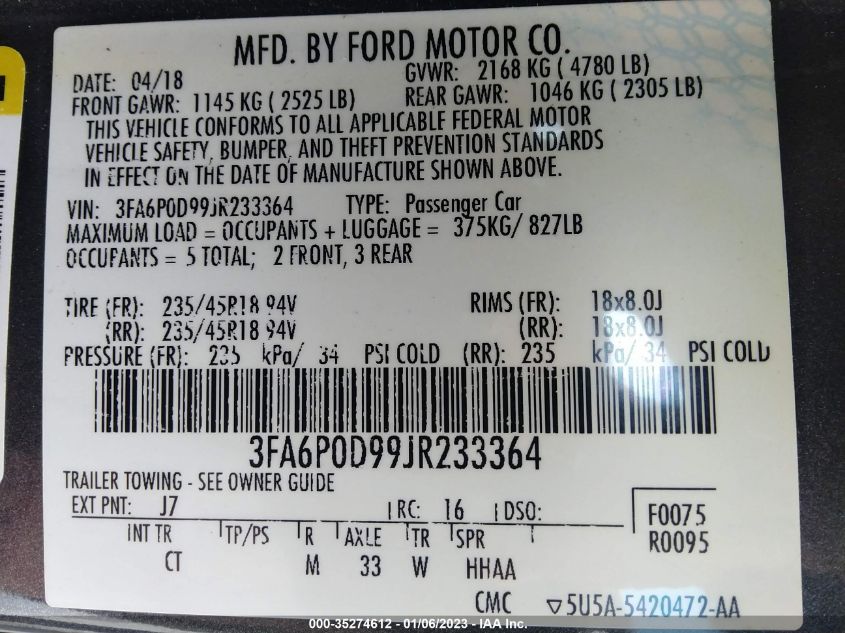 MFD. BY FORD MOTOR CO.
DATE: 04/18 GVWR: 2168 KG ( 4780 LB)
FRONT GAWR: 1145 KG ( 2525 LB) REAR GAWR: 1046 KG ( 2305 LB)
THIS VEHICLE CONFORMS TO ALL APPLICABLE FEDERAL MOTOR
VEHICLE SAFETY, BUMPER, AND THEFT PREVENTION STANDARDS
IN EFFECT ON THE DATE OF MANUFACTURE SHOWN ABOVE.
VIN: 3FA6P0D99JR233364 TYPE: Passenger Car
MAXIMUM LOAD = OCCUPANTS + LUGGAGE = 375KG/ 827LB
OCCUPANTS = 5 TOTAL; 2 FRONT, 3 REAR
TIRE (FR): 235/45R18 94V RIMS (FR): 18x8.0J
(RR): 235/45R18 94V (RR): 18x8.0J
PRESSURE (FR): 235 kPa/ 34 PSI COLD (RR): 235 kPa/ 34 PSI COLD
3FA6P0D99JR233364
TRAILER TOWING - SEE OWNER GUIDE
EXT PNT: J7 RC: 16 DSO: F0075
INT TR TP/PS R AXLE TR SPR R0095
CT M 33 W HHAA
CMC ▽5U5A-5420472-AA
000-35274612 - 01/06/2023 - IAA Inc.